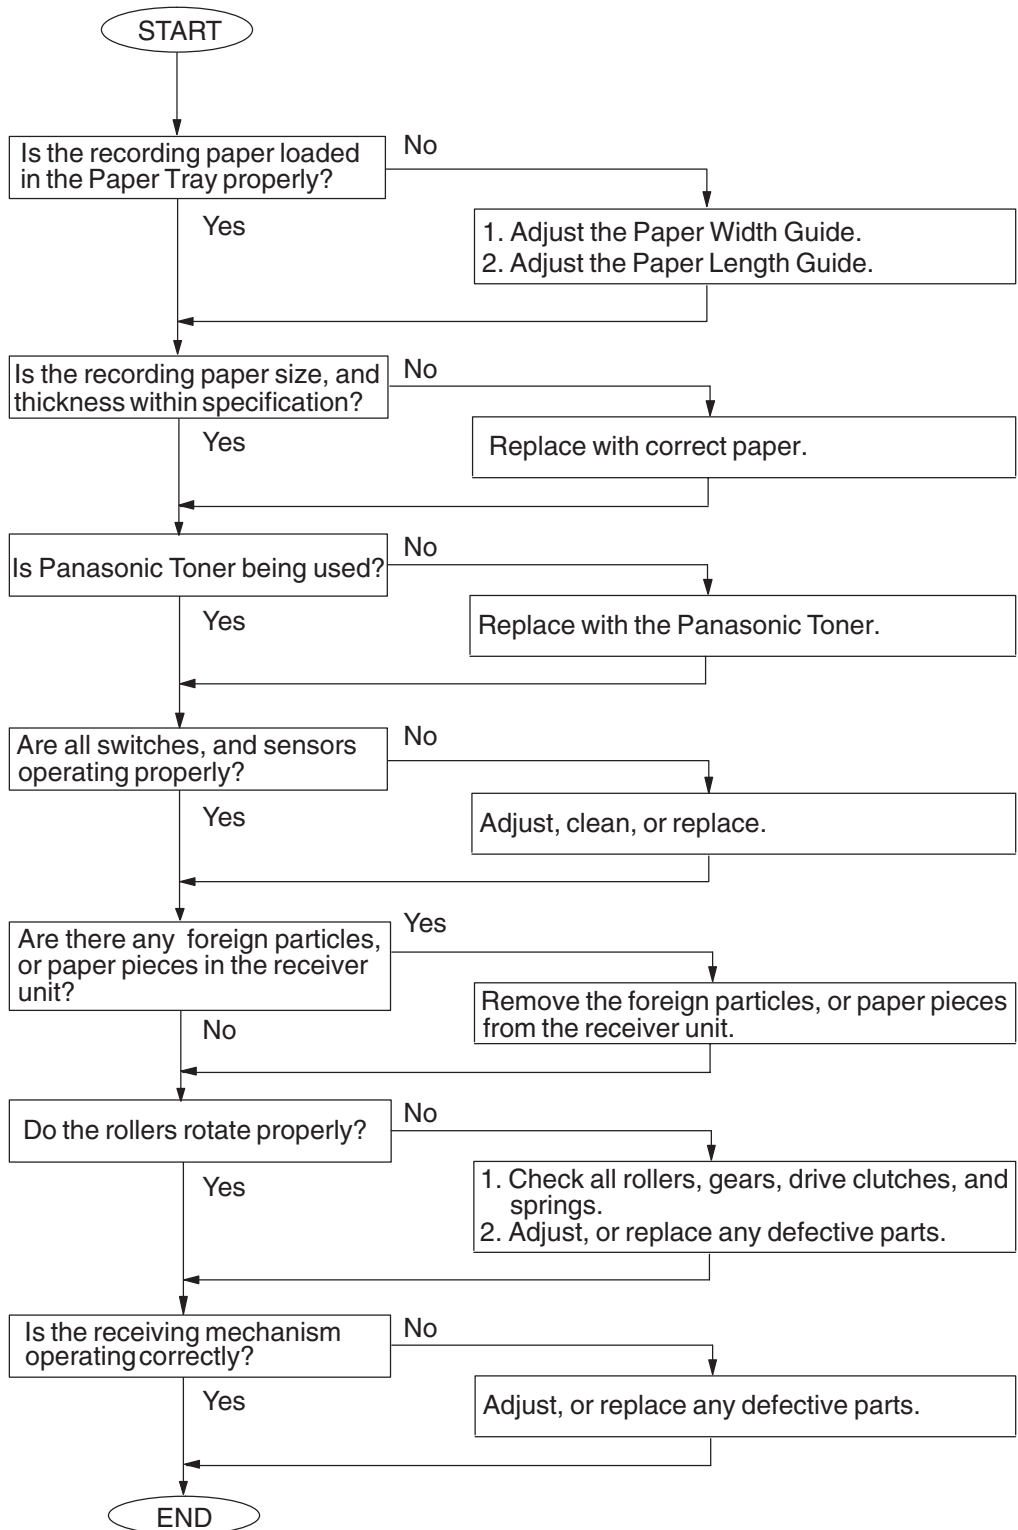 START
Is the recording paper loaded
in the Paper Tray properly?
No
Yes
1. Adjust the Paper Width Guide.
2. Adjust the Paper Length Guide.
Is the recording paper size, and
thickness within specification?
No
Yes
Replace with correct paper.
Is Panasonic Toner being used?
No
Yes
Replace with the Panasonic Toner.
Are all switches, and sensors
operating properly?
No
Yes
Adjust, clean, or replace.
Are there any foreign particles,
or paper pieces in the receiver
unit?
Yes
No
Remove the foreign particles, or paper pieces
from the receiver unit.
Do the rollers rotate properly?
No
Yes
1. Check all rollers, gears, drive clutches, and
springs.
2. Adjust, or replace any defective parts.
Is the receiving mechanism
operating correctly?
No
Yes
Adjust, or replace any defective parts.
END